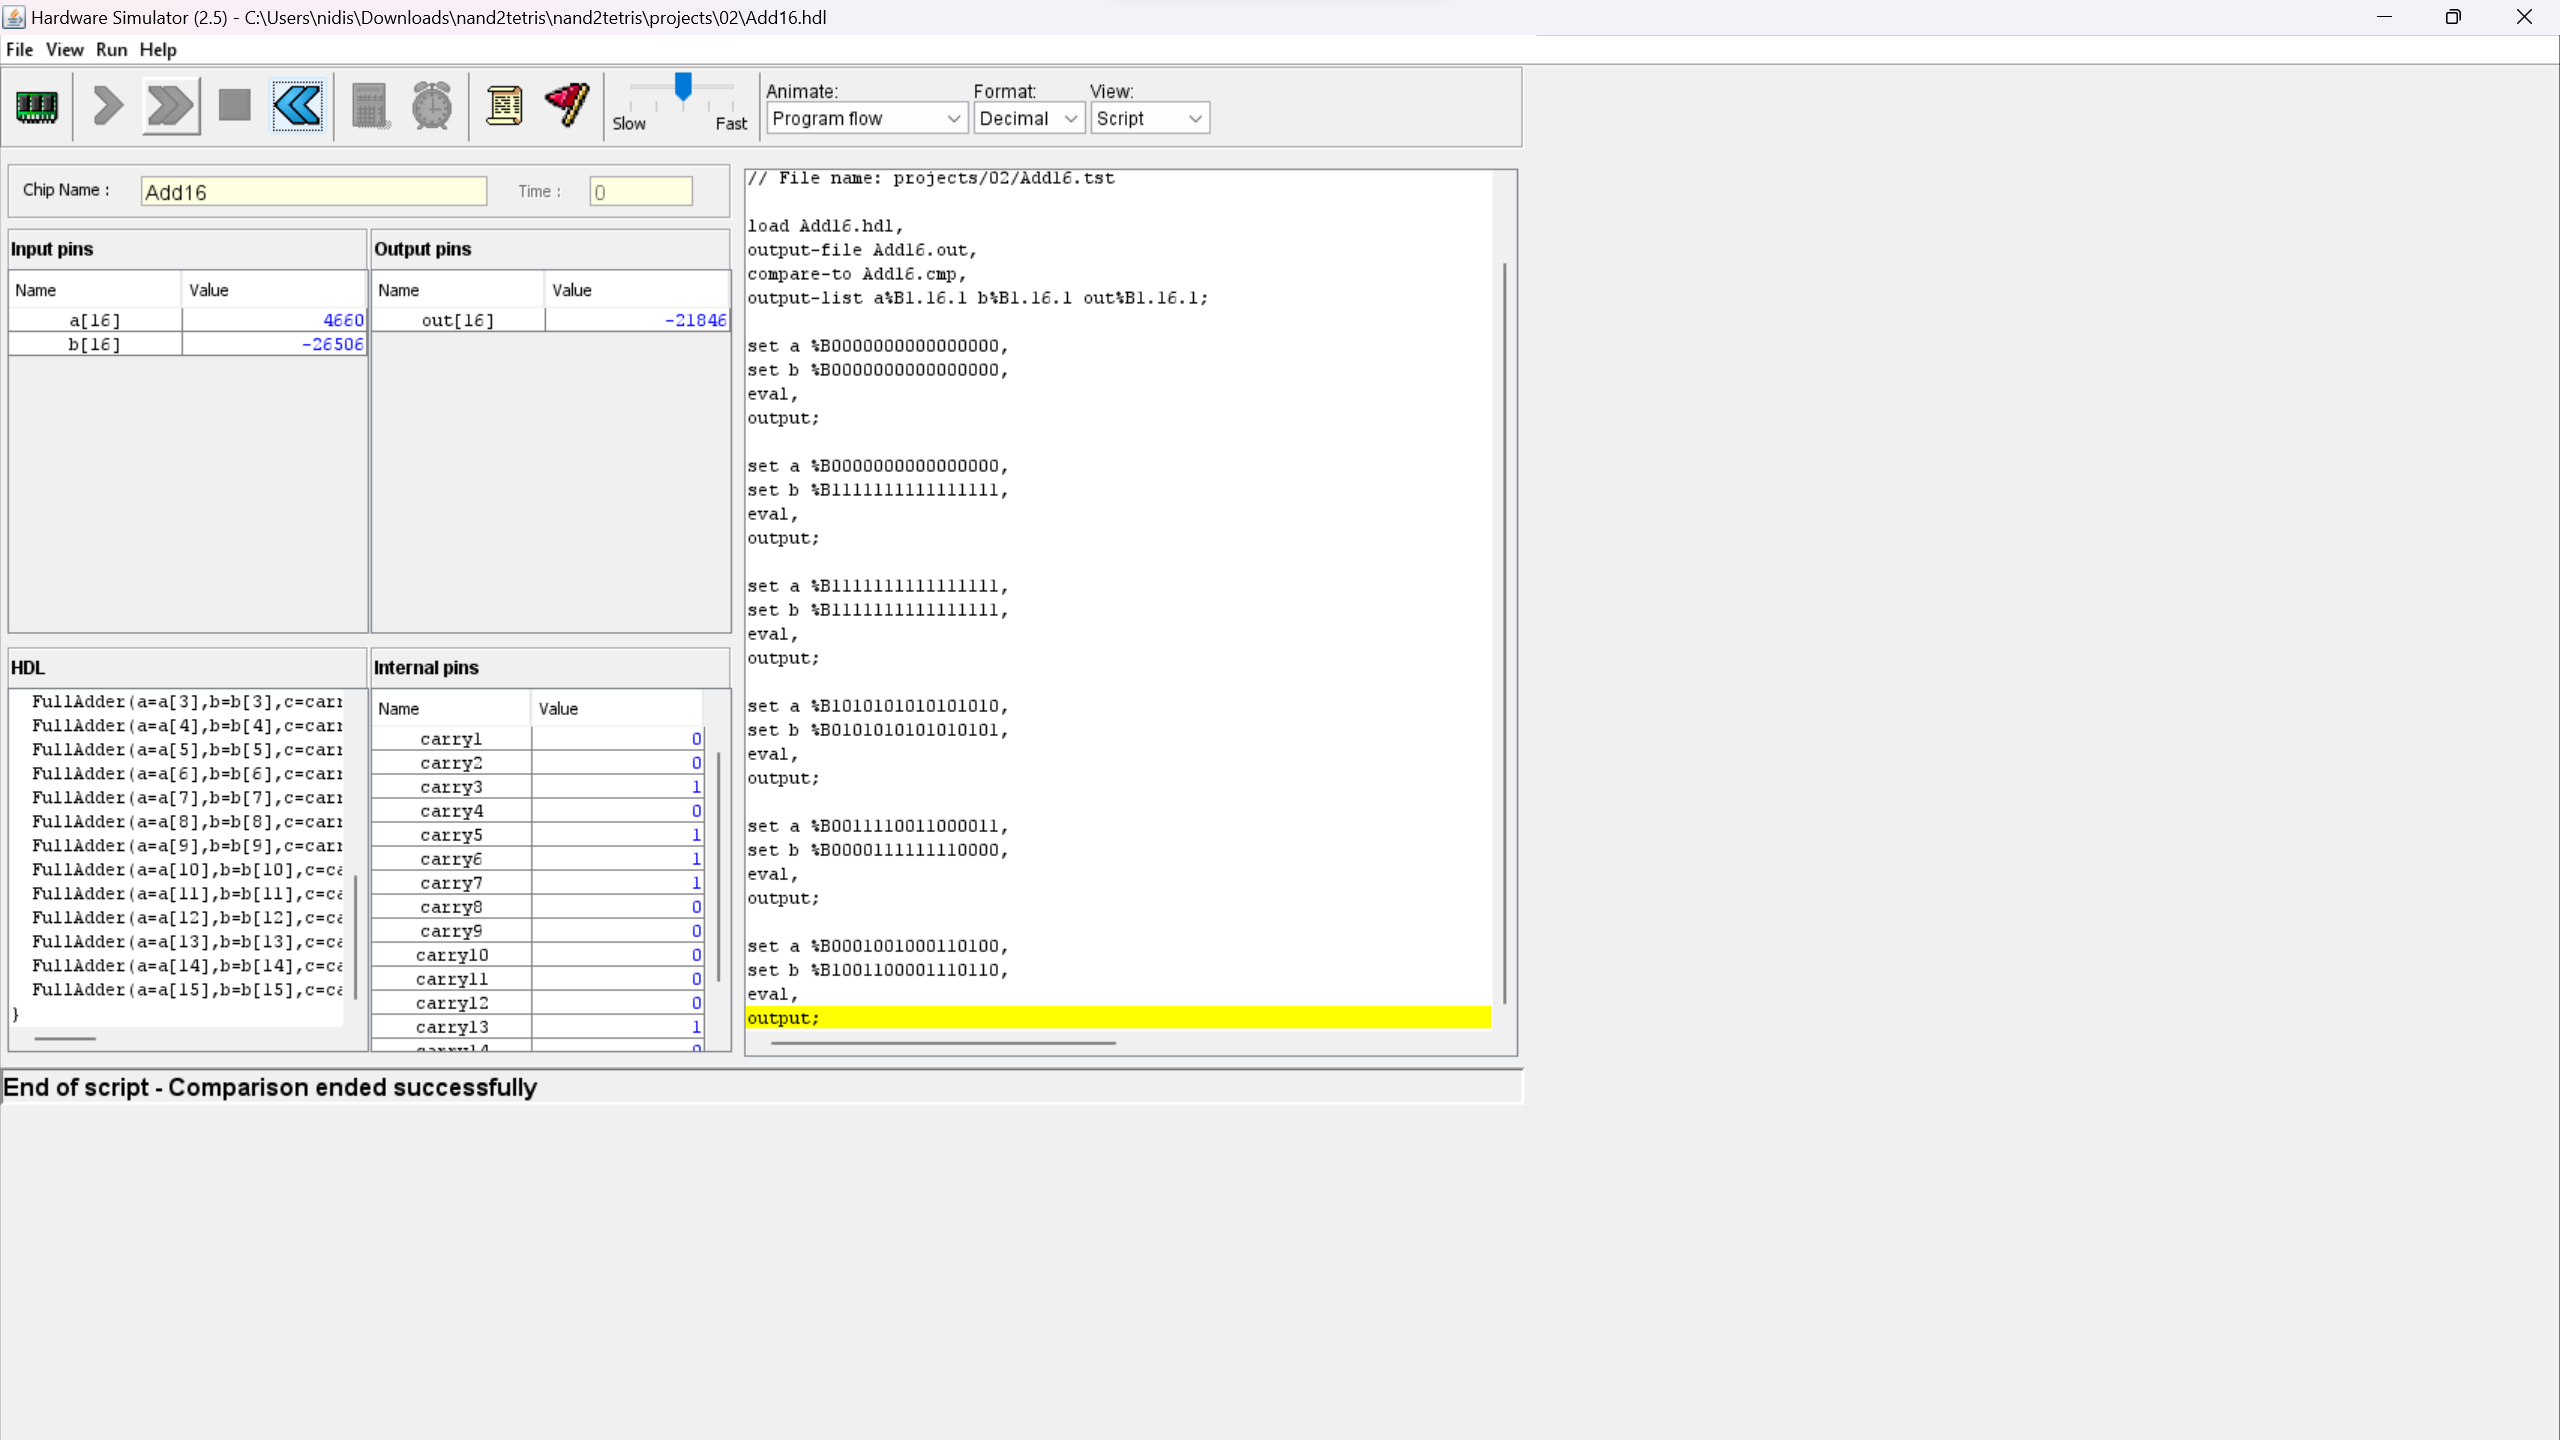 Hardware Simulator (2.5) - C:\Users\nidis\Downloads\nand2tetris\nand2tetris\projects\02\Add16.hdl
File View Run Help
Slow Fast
Animate: Format: View:
Program flow Decimal Script
Chip Name : Add16 Time : 0
Input pins
Name Value
a[16] 4660
b[16] -26506
Output pins
Name Value
out[16] -21846
HDL
FullAdder(a=a[3],b=b[3],c=carr
FullAdder(a=a[4],b=b[4],c=carr
FullAdder(a=a[5],b=b[5],c=carr
FullAdder(a=a[6],b=b[6],c=carr
FullAdder(a=a[7],b=b[7],c=carr
FullAdder(a=a[8],b=b[8],c=carr
FullAdder(a=a[9],b=b[9],c=carr
FullAdder(a=a[10],b=b[10],c=ca
FullAdder(a=a[11],b=b[11],c=ca
FullAdder(a=a[12],b=b[12],c=ca
FullAdder(a=a[13],b=b[13],c=ca
FullAdder(a=a[14],b=b[14],c=ca
FullAdder(a=a[15],b=b[15],c=ca
}
Internal pins
Name Value
carry1 0
carry2 0
carry3 1
carry4 0
carry5 1
carry6 1
carry7 1
carry8 0
carry9 0
carry10 0
carry11 0
carry12 0
carry13 1
carry14 0
// File name: projects/02/Add16.tst
load Add16.hdl,
output-file Add16.out,
compare-to Add16.cmp,
output-list a%B1.16.1 b%B1.16.1 out%B1.16.1;
set a %B0000000000000000,
set b %B0000000000000000,
eval,
output;
set a %B0000000000000000,
set b %B1111111111111111,
eval,
output;
set a %B1111111111111111,
set b %B1111111111111111,
eval,
output;
set a %B1010101010101010,
set b %B0101010101010101,
eval,
output;
set a %B0011110011000011,
set b %B0000111111110000,
eval,
output;
set a %B0001001000110100,
set b %B1001100001110110,
eval,
output;
End of script - Comparison ended successfully